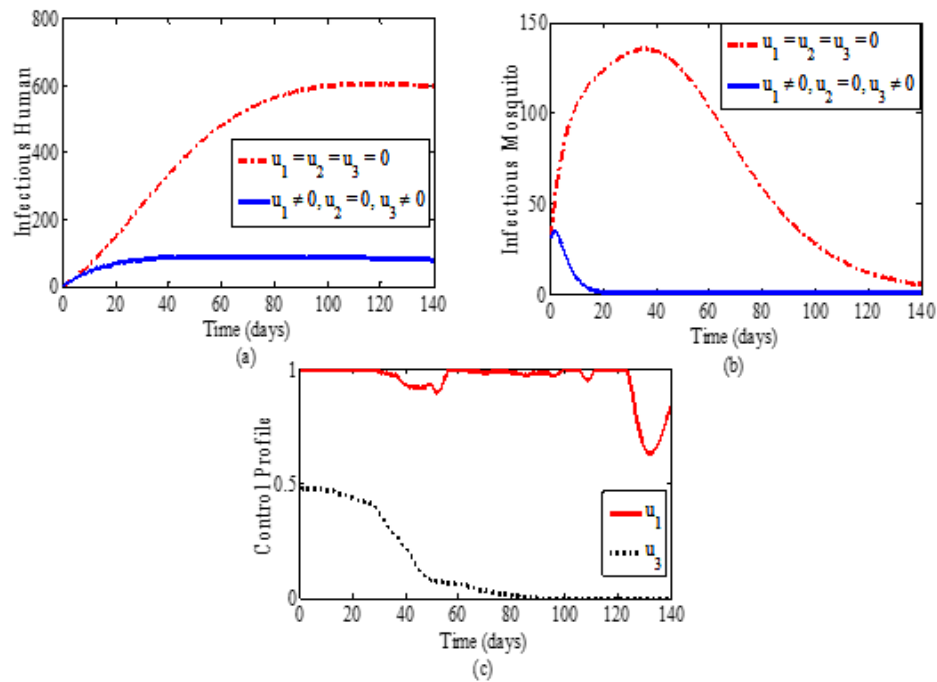 800
600
400
200
0
Infectious Human
u1 = u2 = u3 = 0
u1 ≠ 0, u2 = 0, u3 ≠ 0
0 20 40 60 80 100 120 140
Time (days)
(a)
150
100
50
0
Infectious Mosquito
u1 = u2 = u3 = 0
u1 ≠ 0, u2 = 0, u3 ≠ 0
0 20 40 60 80 100 120 140
Time (days)
(b)
1
0.5
0
Control Profile
u1
u3
0 20 40 60 80 100 120 140
Time (days)
(c)